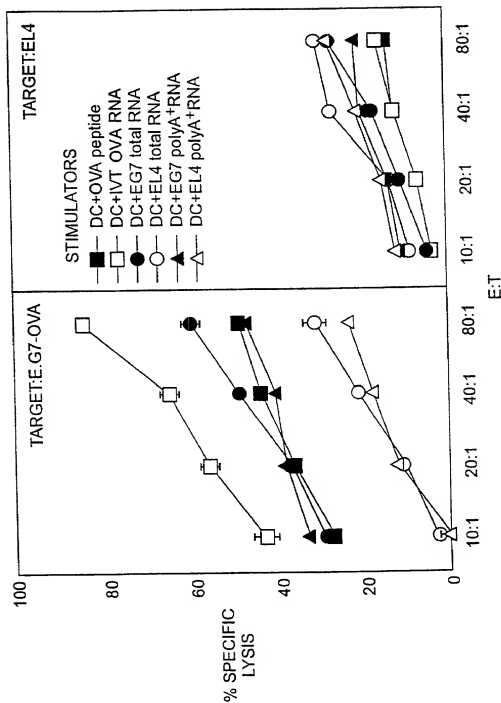 TARGET:E.G7-OVA
TARGET:EL4
STIMULATORS
DC+OVA peptide
DC+IVT OVA RNA
DC+EG7 total RNA
DC+EL4 total RNA
DC+EG7 polyA+RNA
DC+EL4 polyA+RNA
% SPECIFIC
LYSIS
100
80
60
40
20
0
10:1
20:1
40:1
80:1
10:1
20:1
40:1
80:1
E:T